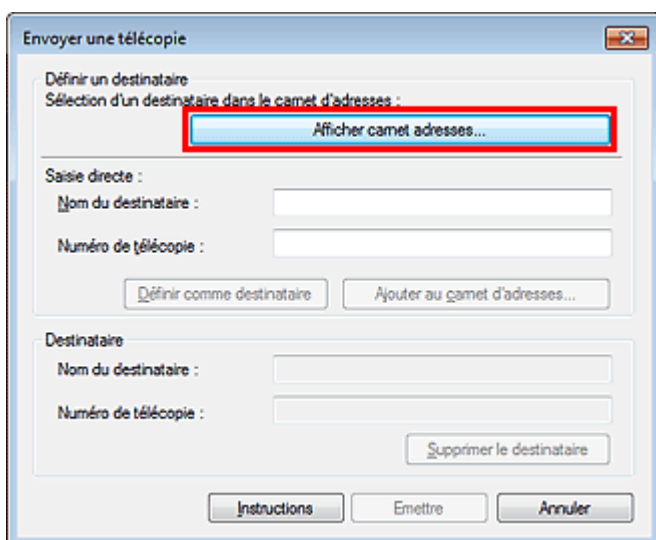 Envoyer une télécopie
Définir un destinataire
Sélection d'un destinataire dans le carnet d'adresses :
Afficher carnet adresses...
Saisie directe :
Nom du destinataire :
Numéro de télécopie :
Définir comme destinataire
Ajouter au carnet d'adresses...
Destinataire
Nom du destinataire :
Numéro de télécopie :
Supprimer le destinataire
Instructions
Emettre
Annuler